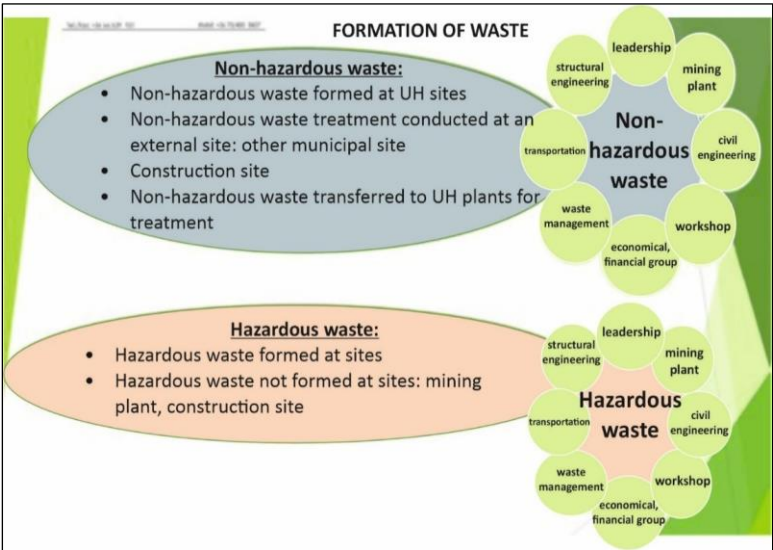 FORMATION OF WASTE
Non-hazardous waste:
• Non-hazardous waste formed at UH sites
• Non-hazardous waste treatment conducted at an
external site: other municipal site
• Construction site
• Non-hazardous waste transferred to UH plants for
treatment
leadership
structural
engineering
mining
plant
transportation
Non-
hazardous
waste
civil
engineering
waste
management
workshop
economical,
financial group
Hazardous waste:
• Hazardous waste formed at sites
• Hazardous waste not formed at sites: mining
plant, construction site
leadership
structural
engineering
mining
plant
transportation
Hazardous
waste
civil
engineering
waste
management
workshop
economical,
financial group